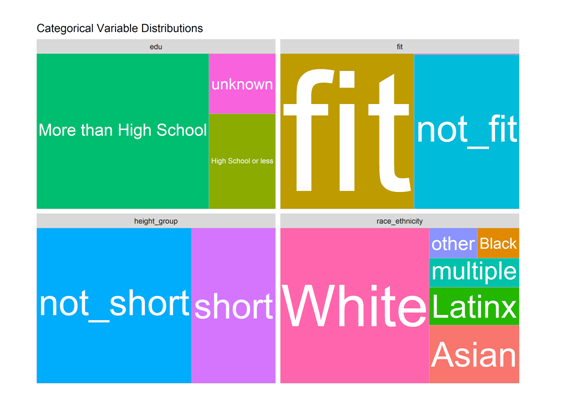 Categorical Variable Distributions
edu
fit
unknown
More than High School
High School or less
fit
not_fit
height_group
race_ethnicity
not_short
short
White
other
Black
multiple
Latinx
Asian